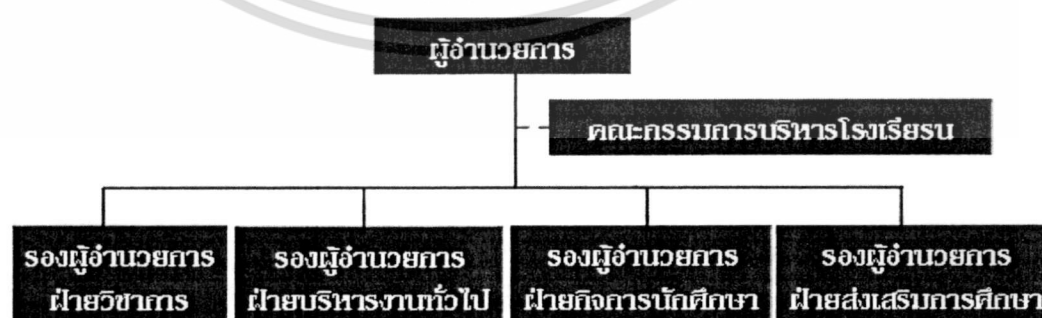 ผู้อำนวยการ
คณะกรรมการบริหารโรงเรียรน
รองผู้อำนวยการ
ฝ่ายวิชาการ
รองผู้อำนวยการ
ฝ่ายบริหารงานทั่วไป
รองผู้อำนวยการ
ฝ่ายกิจการนักศึกษา
รองผู้อำนวยการ
ฝ่ายส่งเสริมการศึกษา